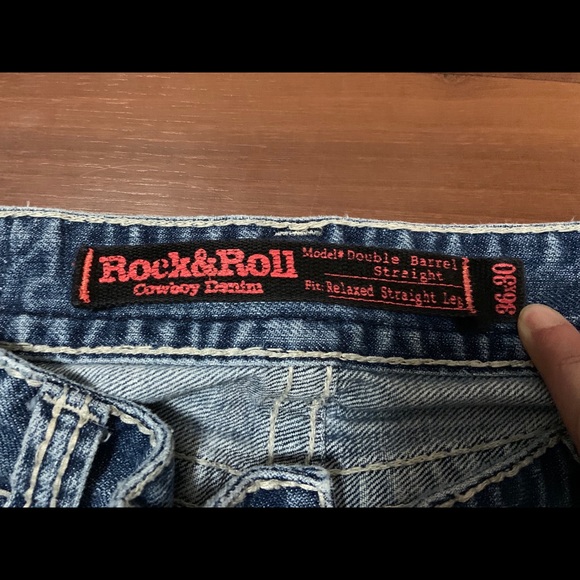 Rock&Roll
Cowboy Denim
Model# Double Barrel
Straight
Fit: Relaxed Straight Leg
36x30